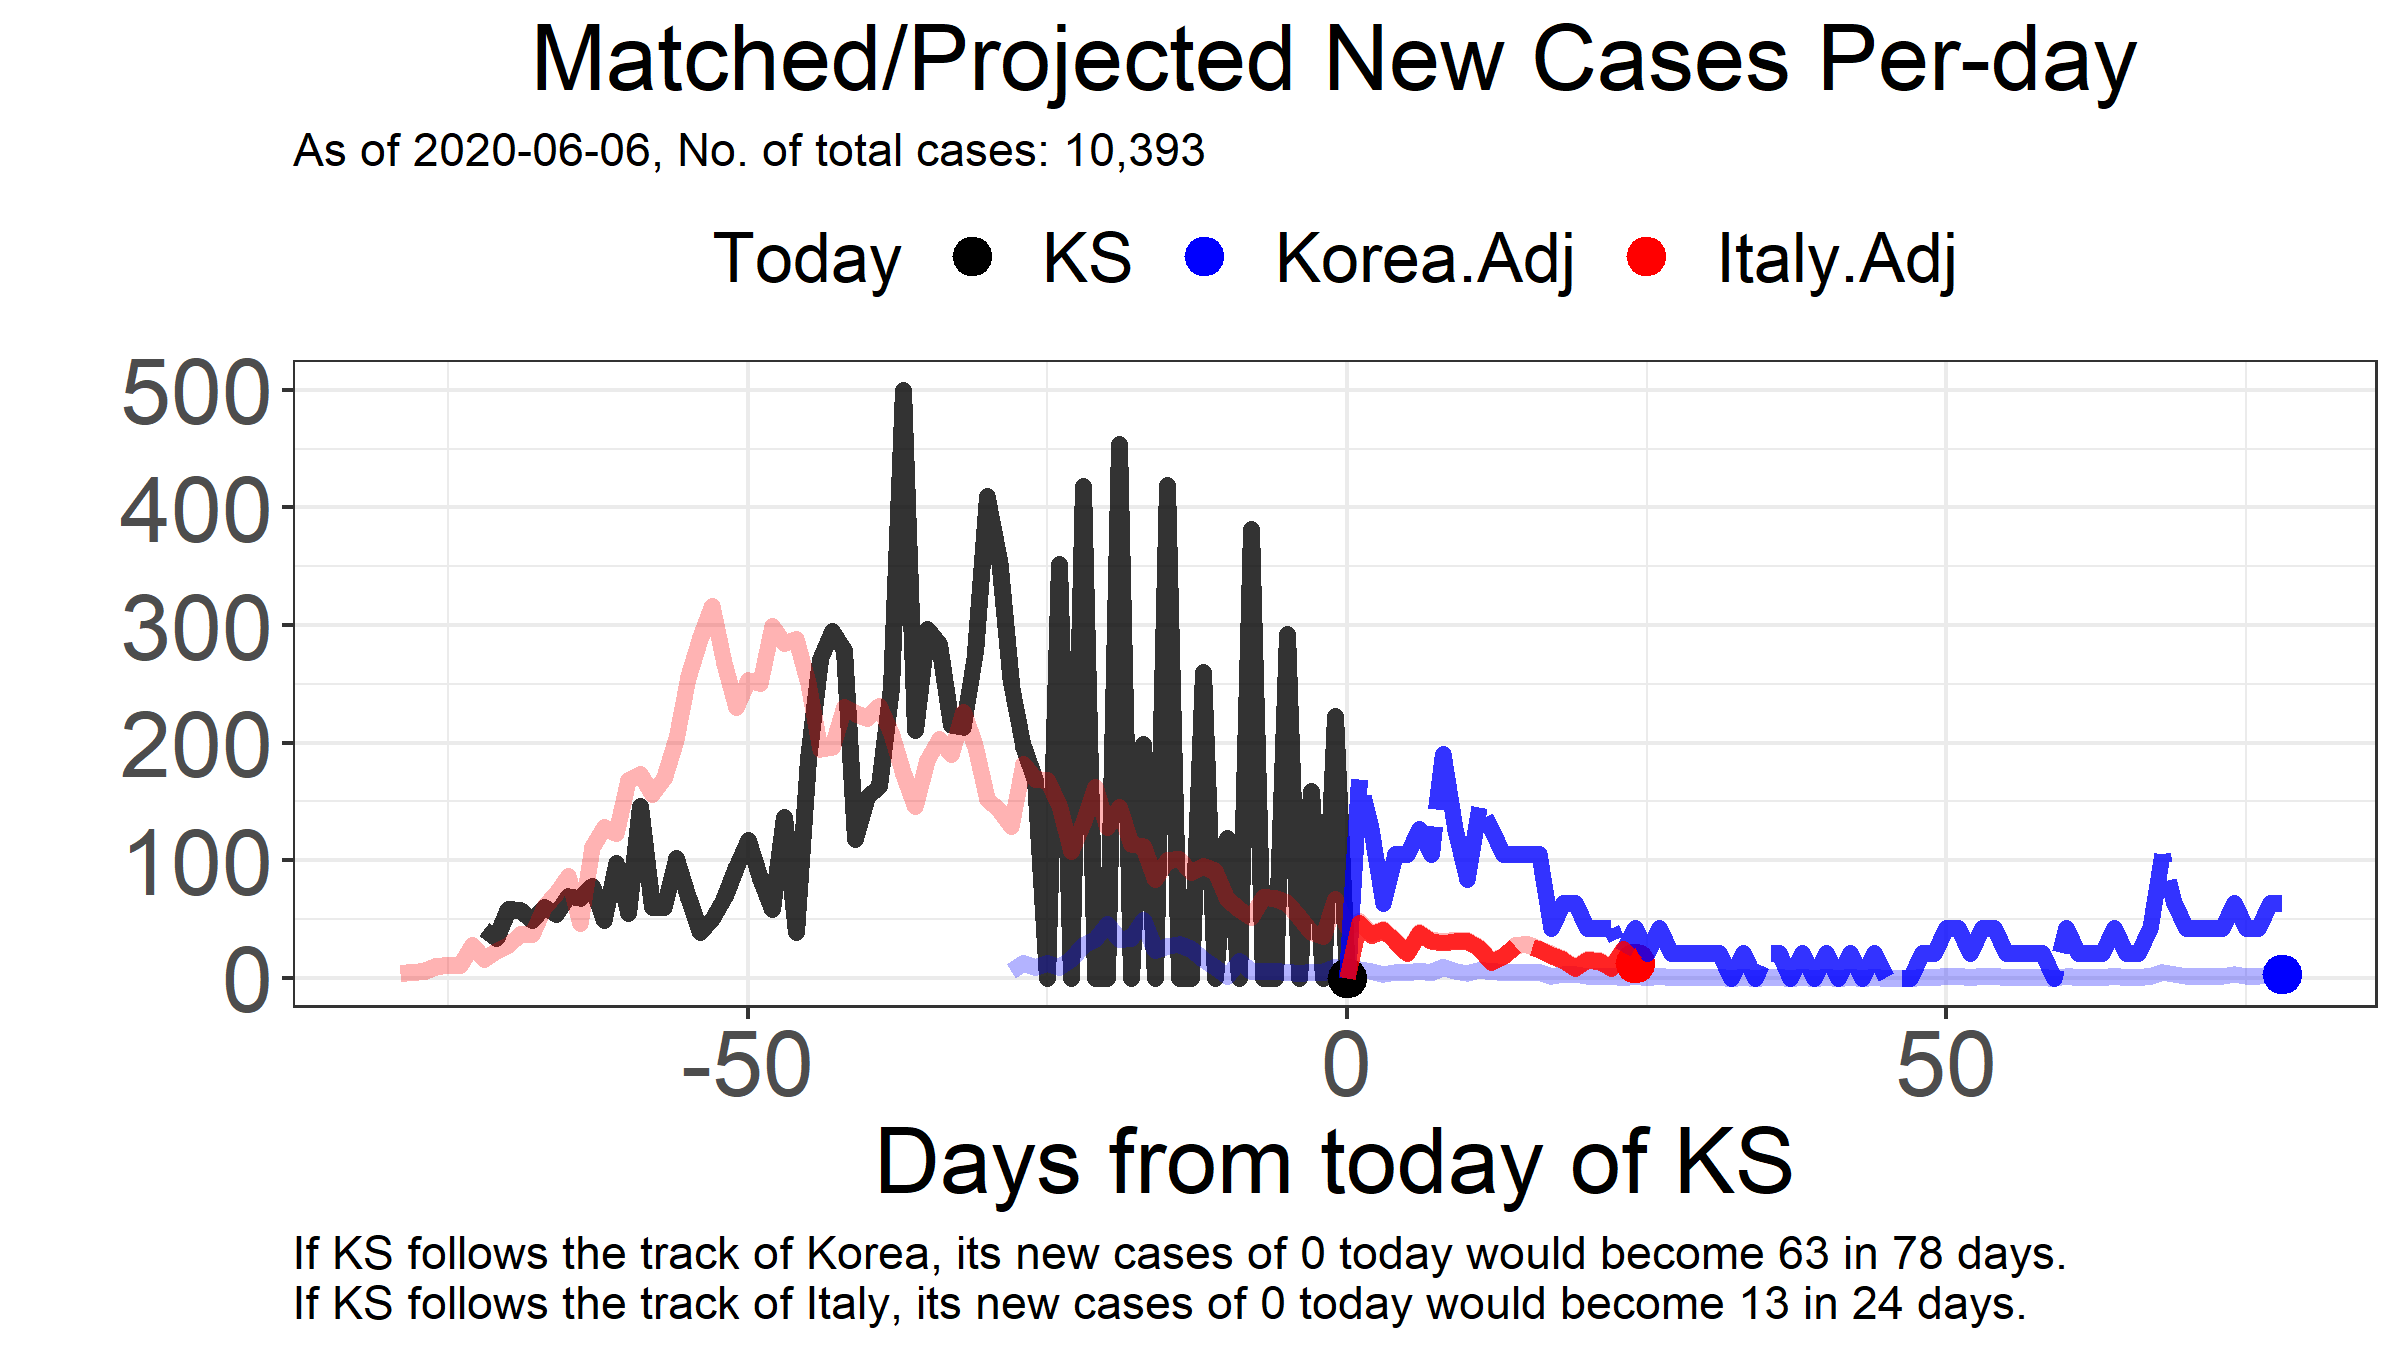 Matched/Projected New Cases Per-day
As of 2020-06-06, No. of total cases: 10,393
Today KS Korea.Adj Italy.Adj
500
400
300
200
100
0
-50 0 50
Days from today of KS
If KS follows the track of Korea, its new cases of 0 today would become 63 in 78 days.
If KS follows the track of Italy, its new cases of 0 today would become 13 in 24 days.